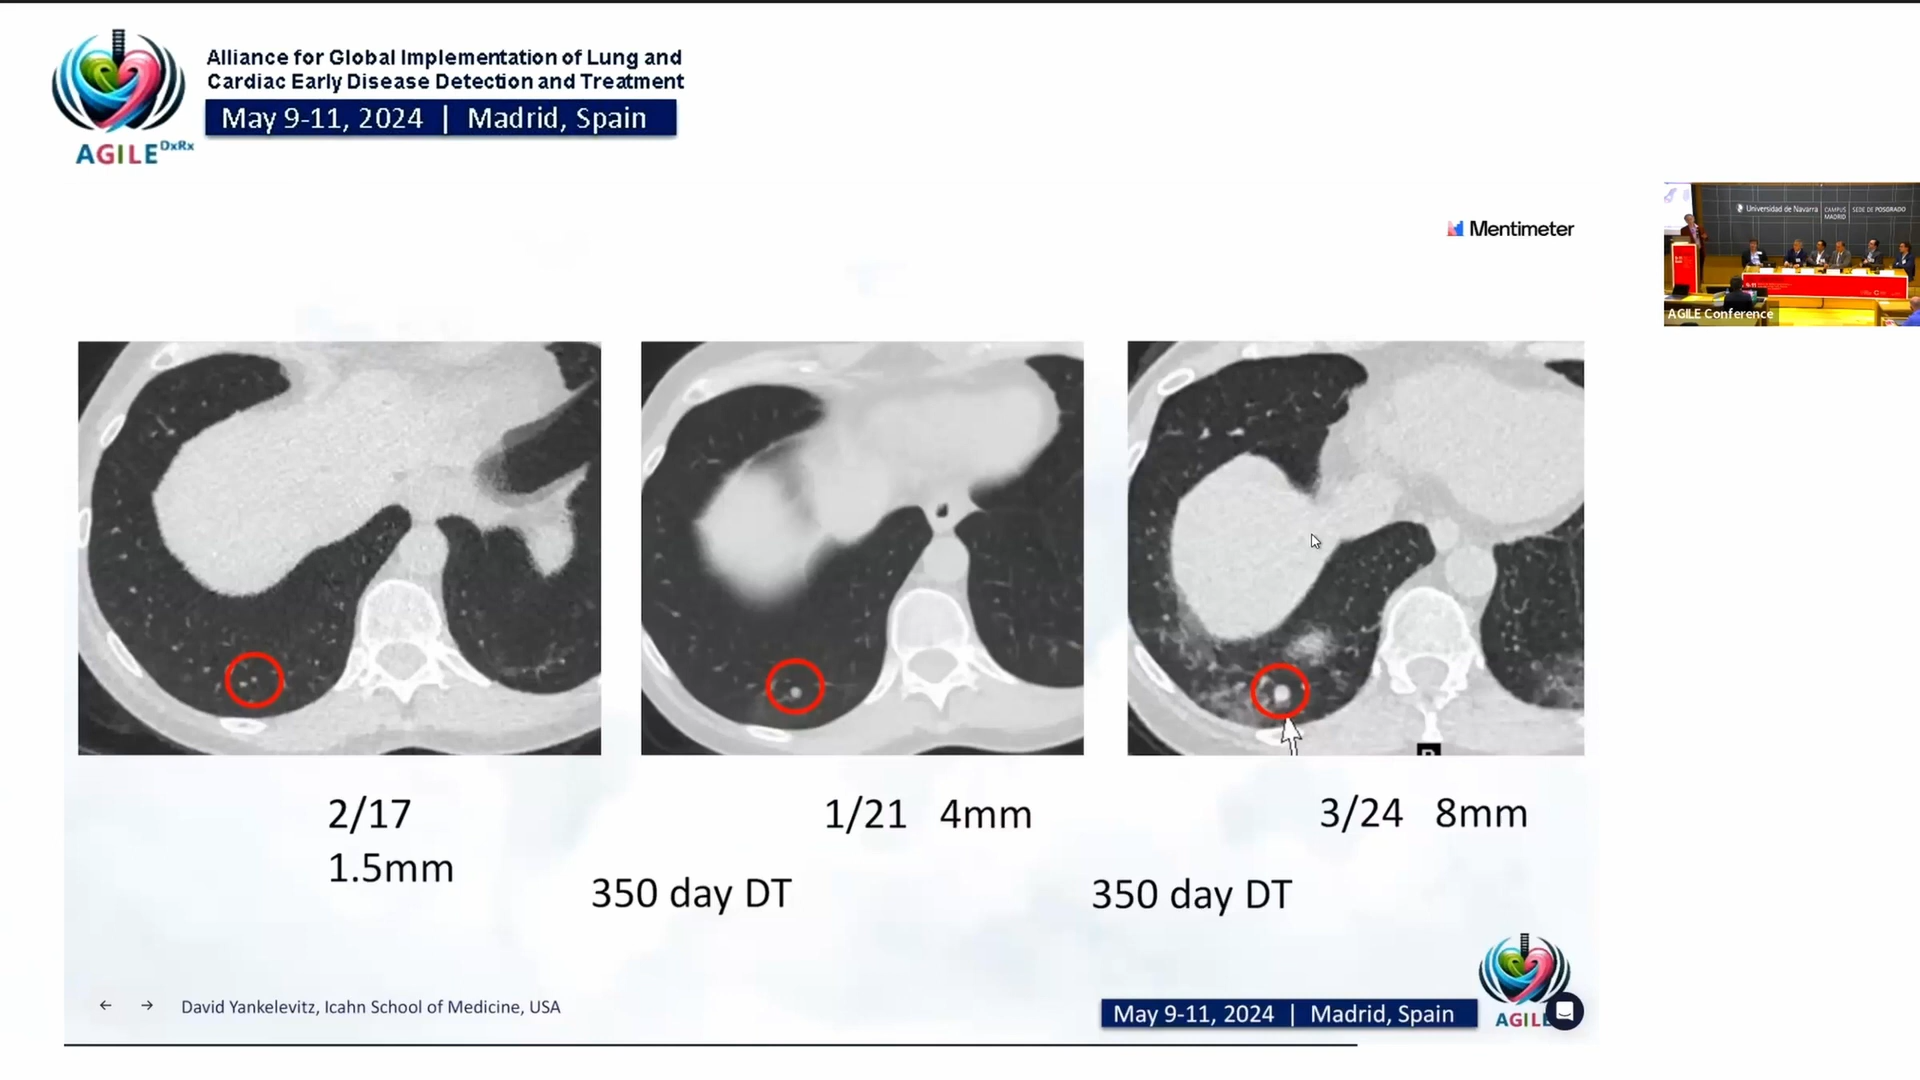 Alliance for Global Implementation of Lung and
Cardiac Early Disease Detection and Treatment
May 9-11, 2024 | Madrid, Spain
AGILE DxRx
Mentimeter
Universidad de Navarra
CAMPUS
MADRID
SEDE DE POSGRADO
AGILE Conference
2/17
1.5mm
1/21 4mm
3/24 8mm
350 day DT
350 day DT
David Yankelevitz, Icahn School of Medicine, USA
May 9-11, 2024 | Madrid, Spain
AGIL